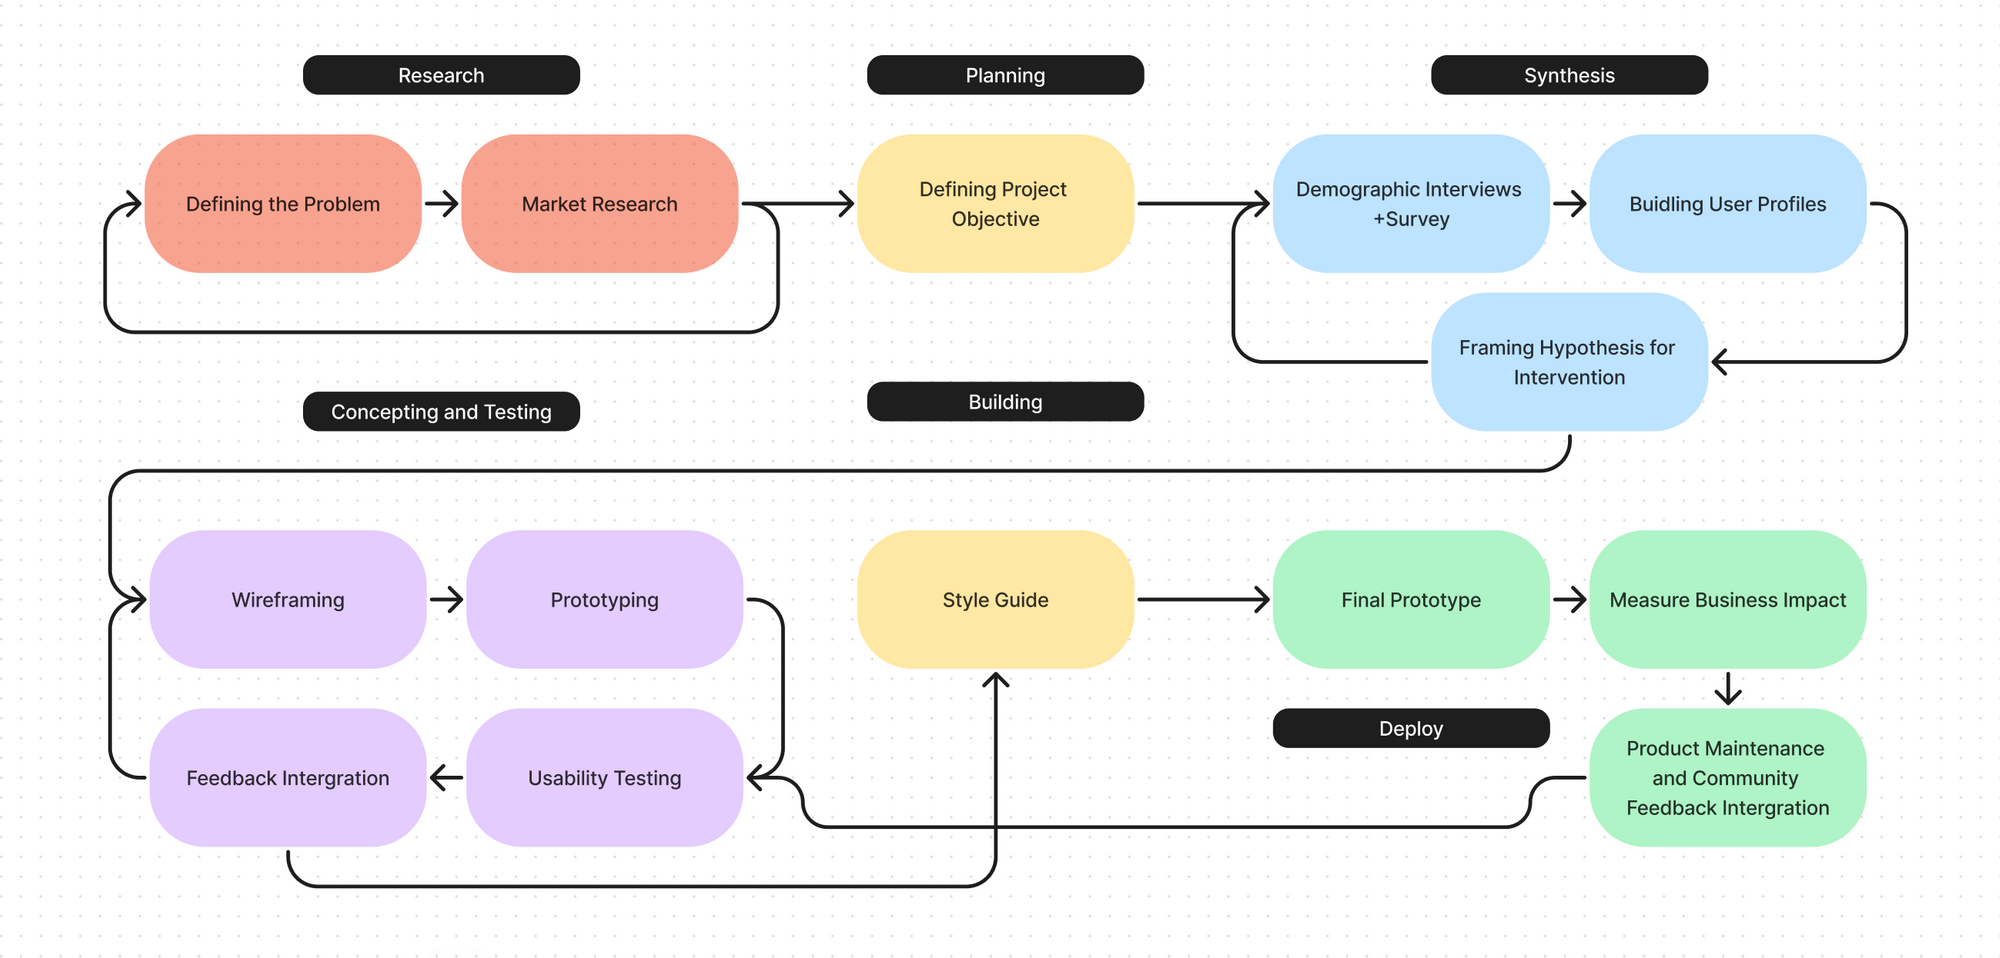 Research
Planning
Synthesis
Defining the Problem
Market Research
Defining Project
Objective
Demographic Interviews
+Survey
Buidling User Profiles
Framing Hypothesis for
Intervention
Concepting and Testing
Building
Wireframing
Prototyping
Style Guide
Final Prototype
Measure Business Impact
Feedback Intergration
Usability Testing
Deploy
Product Maintenance
and Community
Feedback Intergration